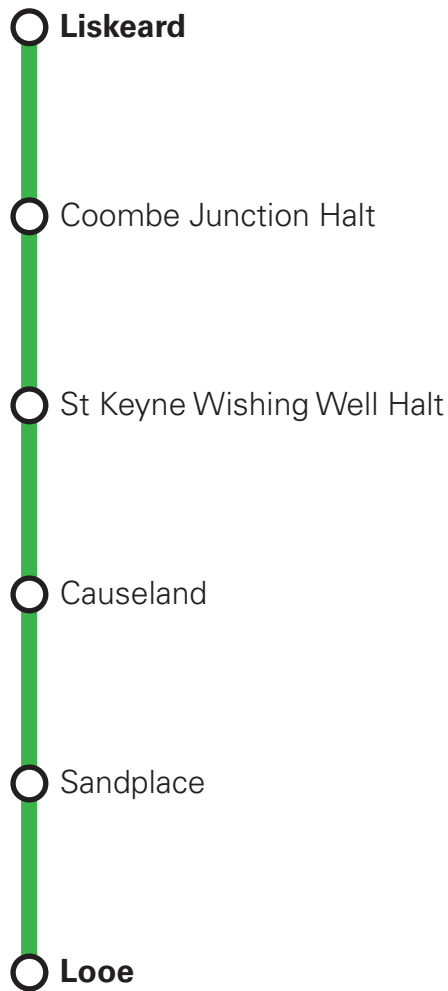 Liskeard
Coombe Junction Halt
St Keyne Wishing Well Halt
Causeland
Sandplace
Looe